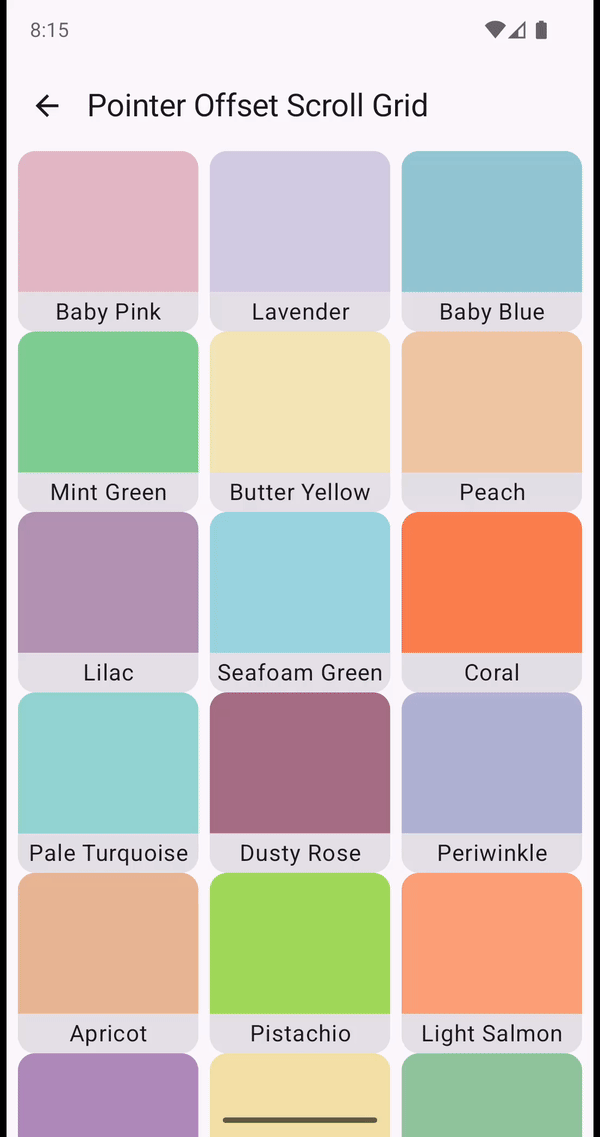 8:15
Pointer Offset Scroll Grid
Baby Pink
Lavender
Baby Blue
Mint Green
Butter Yellow
Peach
Lilac
Seafoam Green
Coral
Pale Turquoise
Dusty Rose
Periwinkle
Apricot
Pistachio
Light Salmon